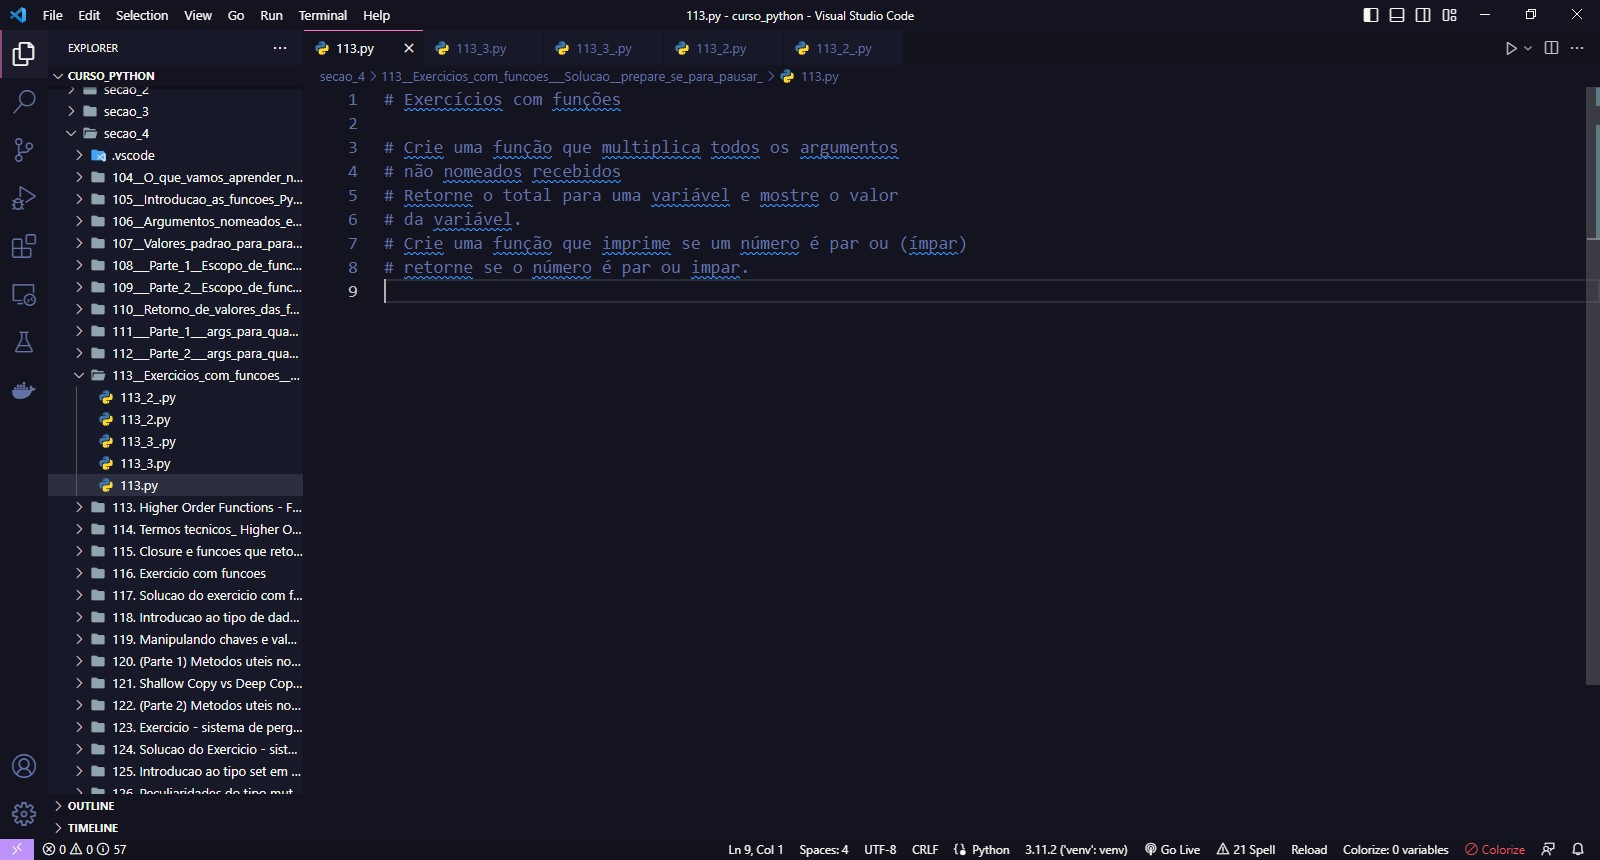 File Edit Selection View Go Run Terminal Help
113.py - curso_python - Visual Studio Code
EXPLORER
CURSO_PYTHON
secao_2
secao_3
secao_4
.vscode
104__O_que_vamos_aprender_n...
105__Introducao_as_funcoes_Py...
106__Argumentos_nomeados_e...
107__Valores_padrao_para_para...
108___Parte_1__Escopo_de_func...
109___Parte_2__Escopo_de_func...
110__Retorno_de_valores_das_f...
111___Parte_1___args_para_qua...
112___Parte_2___args_para_qua...
113__Exercicios_com_funcoes__...
113_2_.py
113_2.py
113_3_.py
113_3.py
113.py
113. Higher Order Functions - F...
114. Termos tecnicos_ Higher O...
115. Closure e funcoes que reto...
116. Exercicio com funcoes
117. Solucao do exercicio com f...
118. Introducao ao tipo de dad...
119. Manipulando chaves e val...
120. (Parte 1) Metodos uteis no...
121. Shallow Copy vs Deep Cop...
122. (Parte 2) Metodos uteis no...
123. Exercicio - sistema de perg...
124. Solucao do Exercicio - sist...
125. Introducao ao tipo set em ...
126. Peculiaridades do tipo mut...
OUTLINE
TIMELINE
113.py 113_3.py 113_3_.py 113_2.py 113_2_.py
secao_4 > 113__Exercicios_com_funcoes___Solucao__prepare_se_para_pausar_ > 113.py
1 # Exercícios com funções
2
3 # Crie uma função que multiplica todos os argumentos
4 # não nomeados recebidos
5 # Retorne o total para uma variável e mostre o valor
6 # da variável.
7 # Crie uma função que imprime se um número é par ou (ímpar)
8 # retorne se o número é par ou impar.
9
0 0 57 Ln 9, Col 1 Spaces: 4 UTF-8 CRLF Python 3.11.2 ('venv': venv) Go Live 21 Spell Reload Colorize: 0 variables Colorize